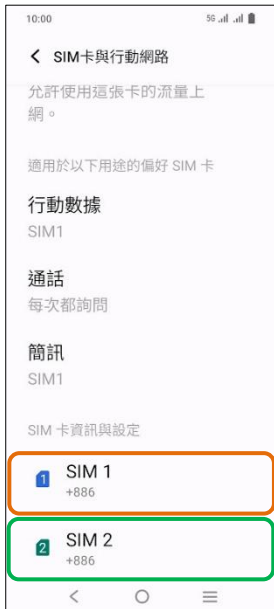 10:00
5G
SIM卡與行動網路
允許使用這張卡的流量上
網。
適用於以下用途的偏好 SIM 卡
行動數據
SIM1
通話
每次都詢問
簡訊
SIM1
SIM 卡資訊與設定
1
SIM 1
+886
2
SIM 2
+886